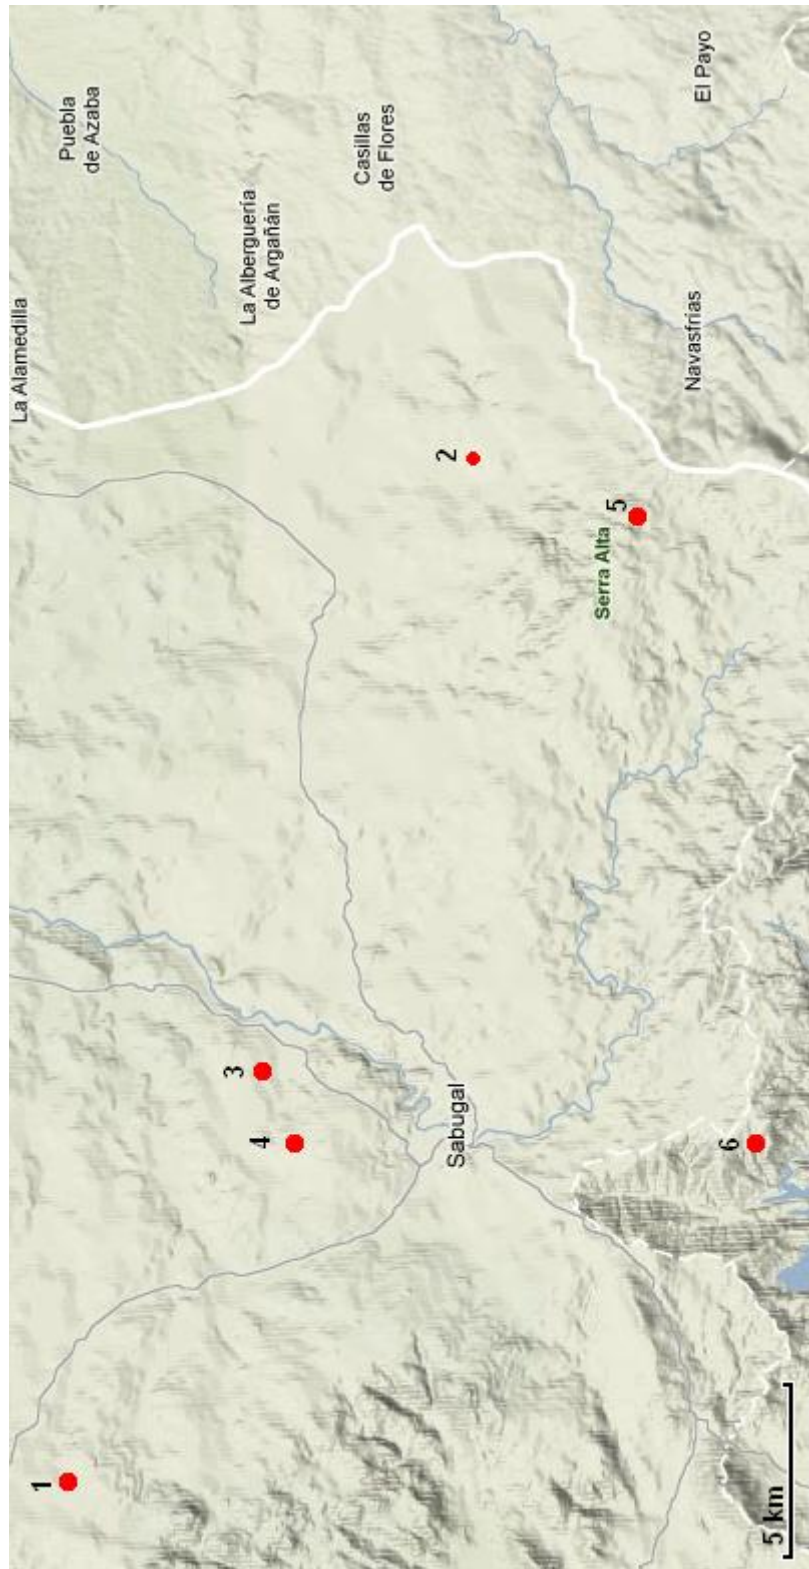 La Alamedilla
1
Puebla
de Azaba
3
La Alberguería
de Argañán
4
Casillas
de Flores
2
Sabugal
Serra Alta
5
Navasfrías
El Payo
6
5 km